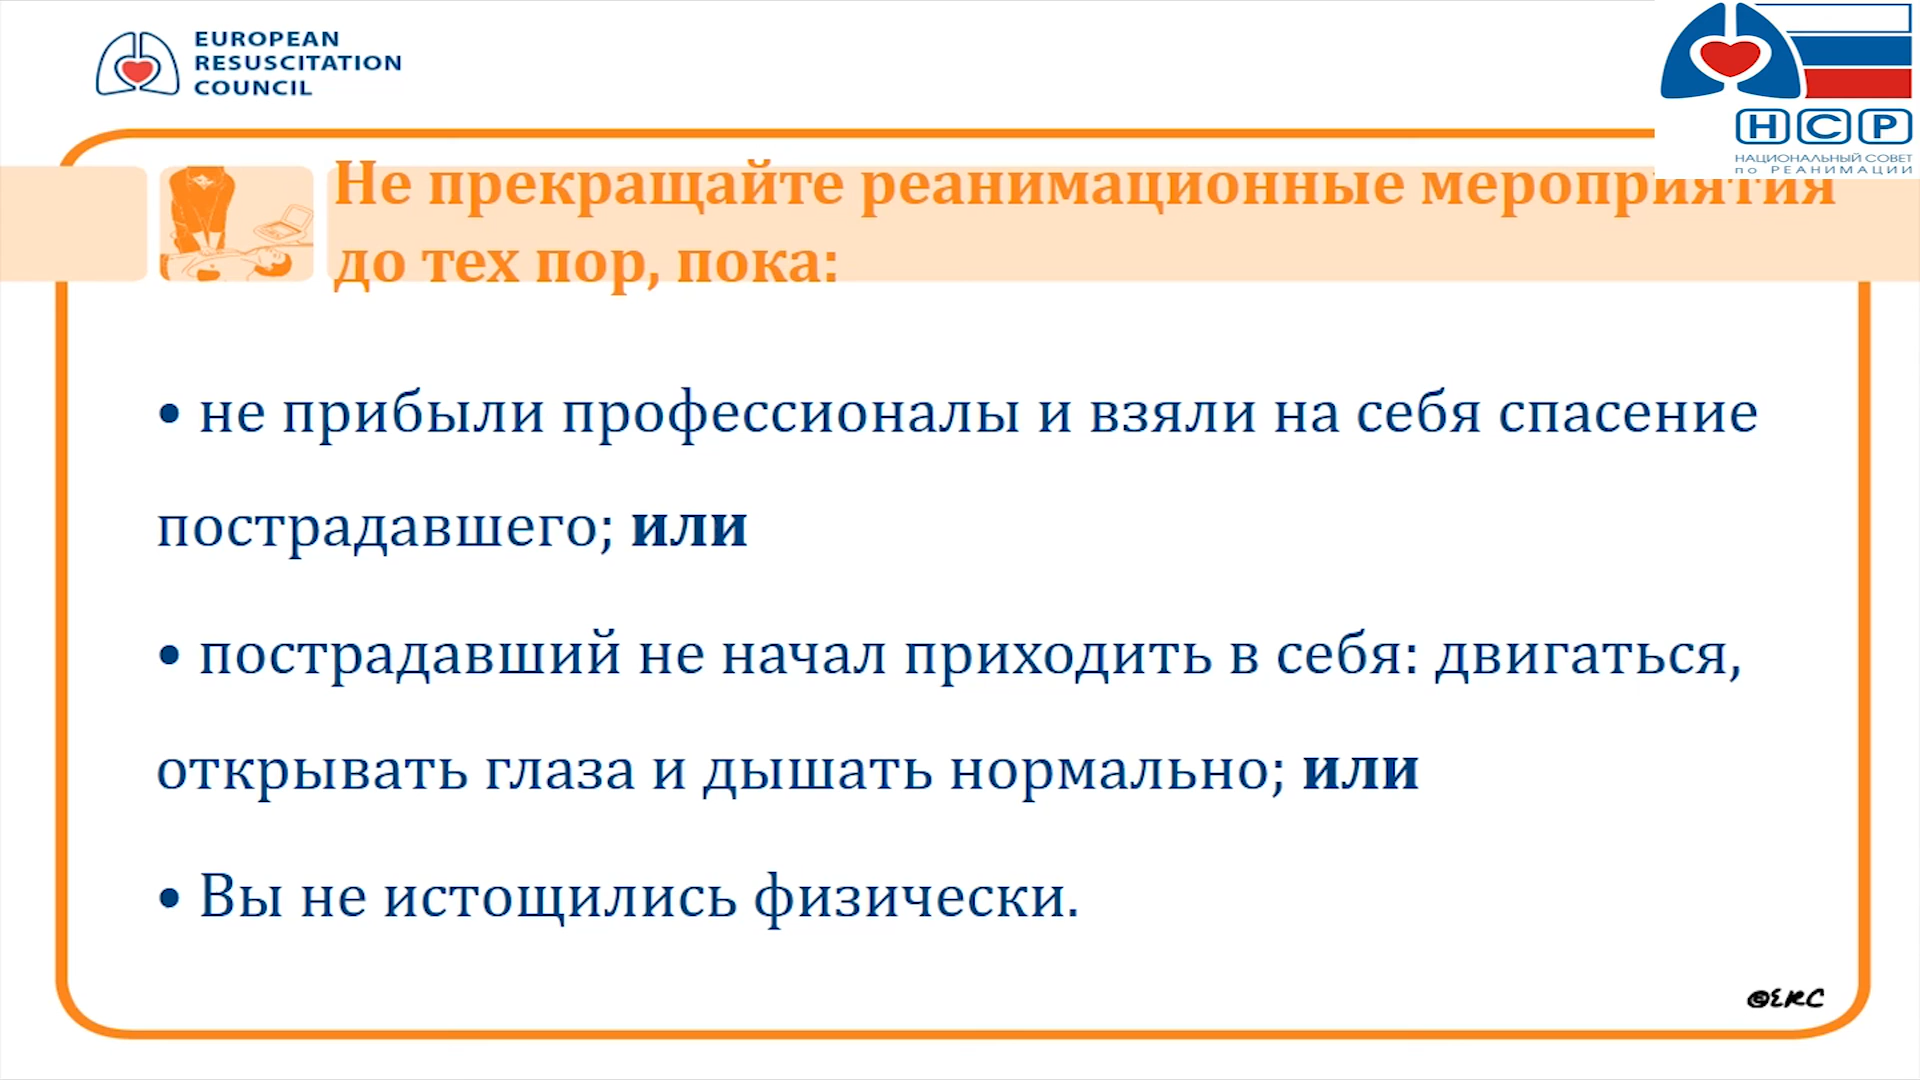 EUROPEAN
RESUSCITATION
COUNCIL
НСР
НАЦИОНАЛЬНЫЙ СОВЕТ
по РЕАНИМАЦИИ
Не прекращайте реанимационные мероприятия
до тех пор, пока:
• не прибыли профессионалы и взяли на себя спасение
пострадавшего; или
• пострадавший не начал приходить в себя: двигаться,
открывать глаза и дышать нормально; или
• Вы не истощились физически.
©ERC